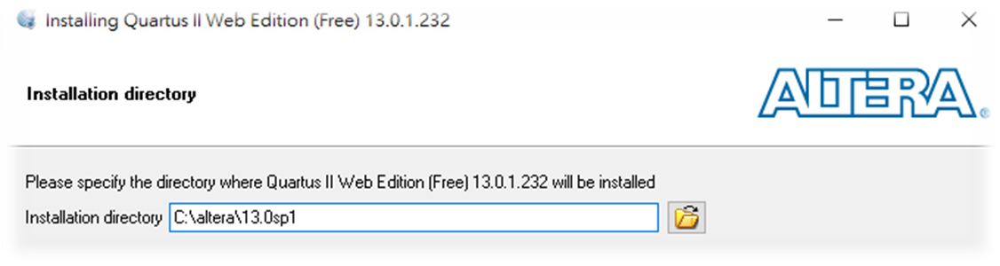 Installing Quartus II Web Edition (Free) 13.0.1.232
Installation directory
ALTERA®
Please specify the directory where Quartus II Web Edition (Free) 13.0.1.232 will be installed
Installation directory C:\altera\13.0sp1